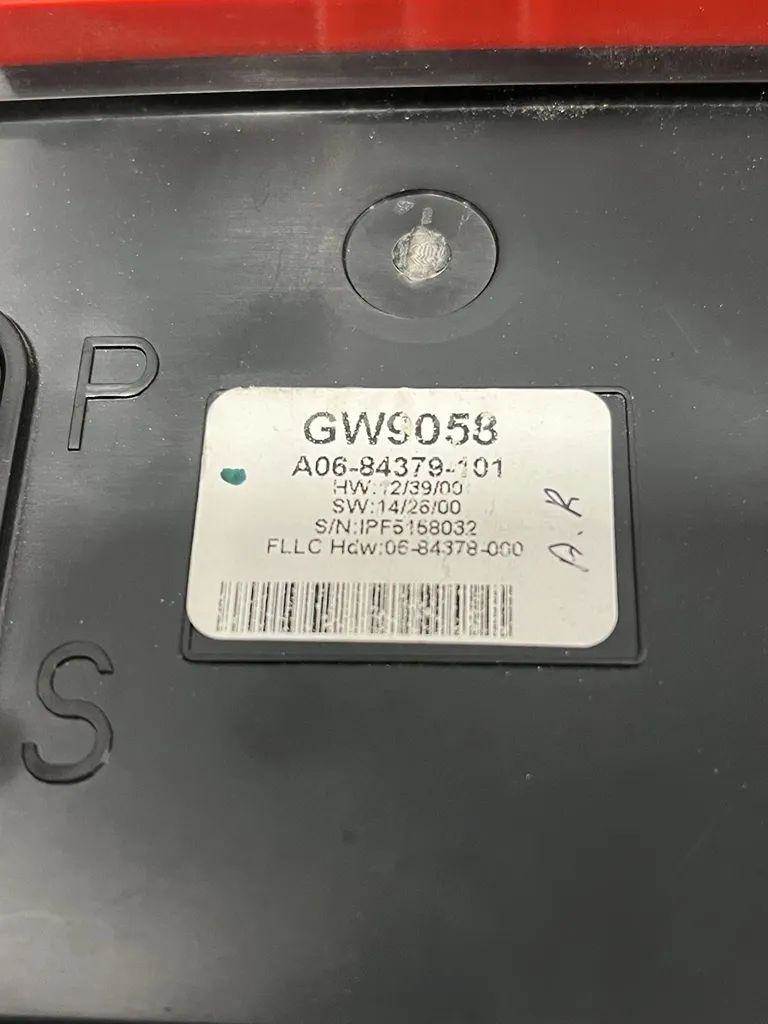 P
GW9058
A06-84379-101
HW:12/39/00
SW:14/26/00
S/N:IPF5158032
FLLC Hdw:06-84378-000
A.R
S